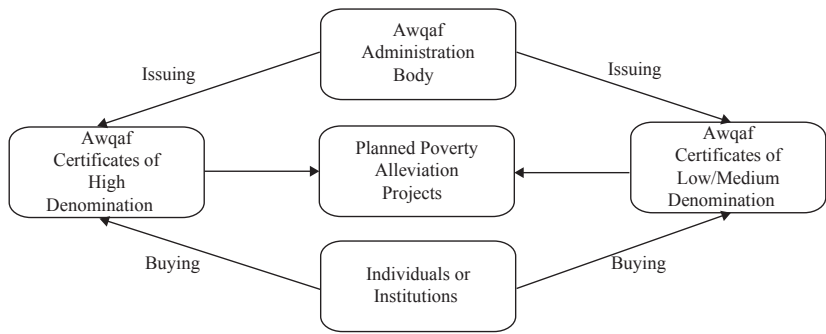 Awqaf
Administration
Body
Issuing
Issuing
Awqaf
Certificates of
High
Denomination
Planned Poverty
Alleviation
Projects
Awqaf
Certificates of
Low/Medium
Denomination
Buying
Buying
Individuals or
Institutions